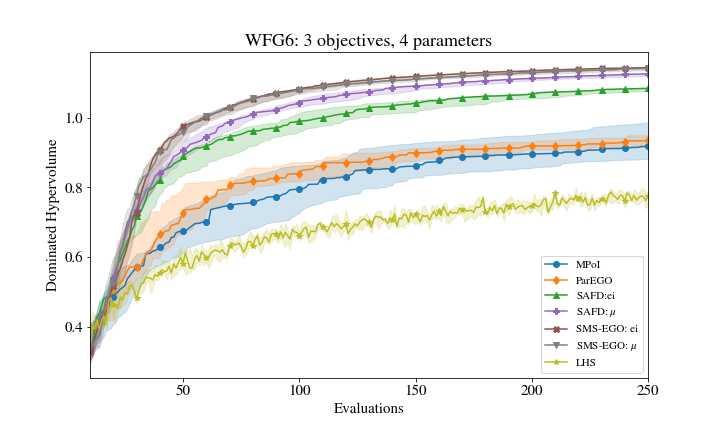 WFG6: 3 objectives, 4 parameters
Dominated Hypervolume
1.0
0.8
0.6
0.4
50
100
150
200
250
Evaluations
MPoI
ParEGO
SAFD:ei
SAFD: μ
SMS-EGO: ei
SMS-EGO: μ
LHS